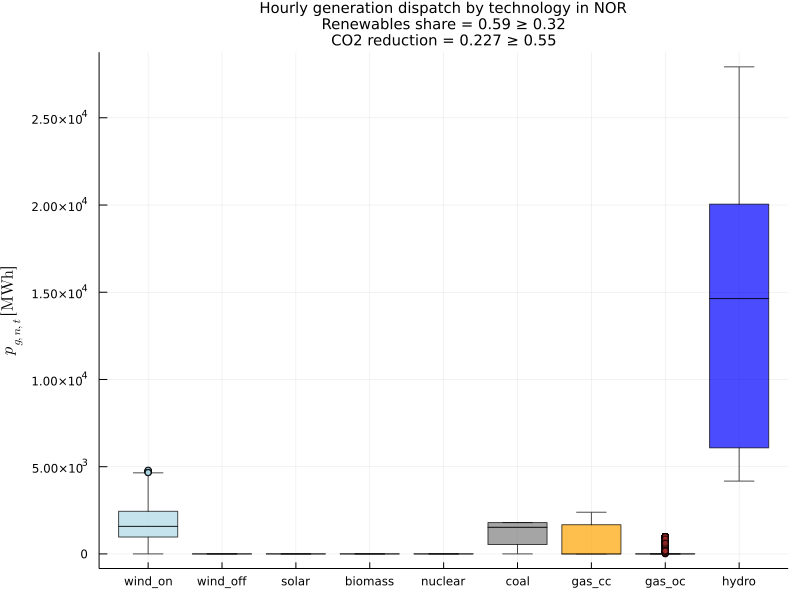 Hourly generation dispatch by technology in NOR
Renewables share = 0.59 ≥ 0.32
CO2 reduction = 0.227 ≥ 0.55
2.50×10⁴
2.00×10⁴
1.50×10⁴
1.00×10⁴
5.00×10³
0
p_{g,n,t} [MWh]
wind_on wind_off solar biomass nuclear coal gas_cc gas_oc hydro